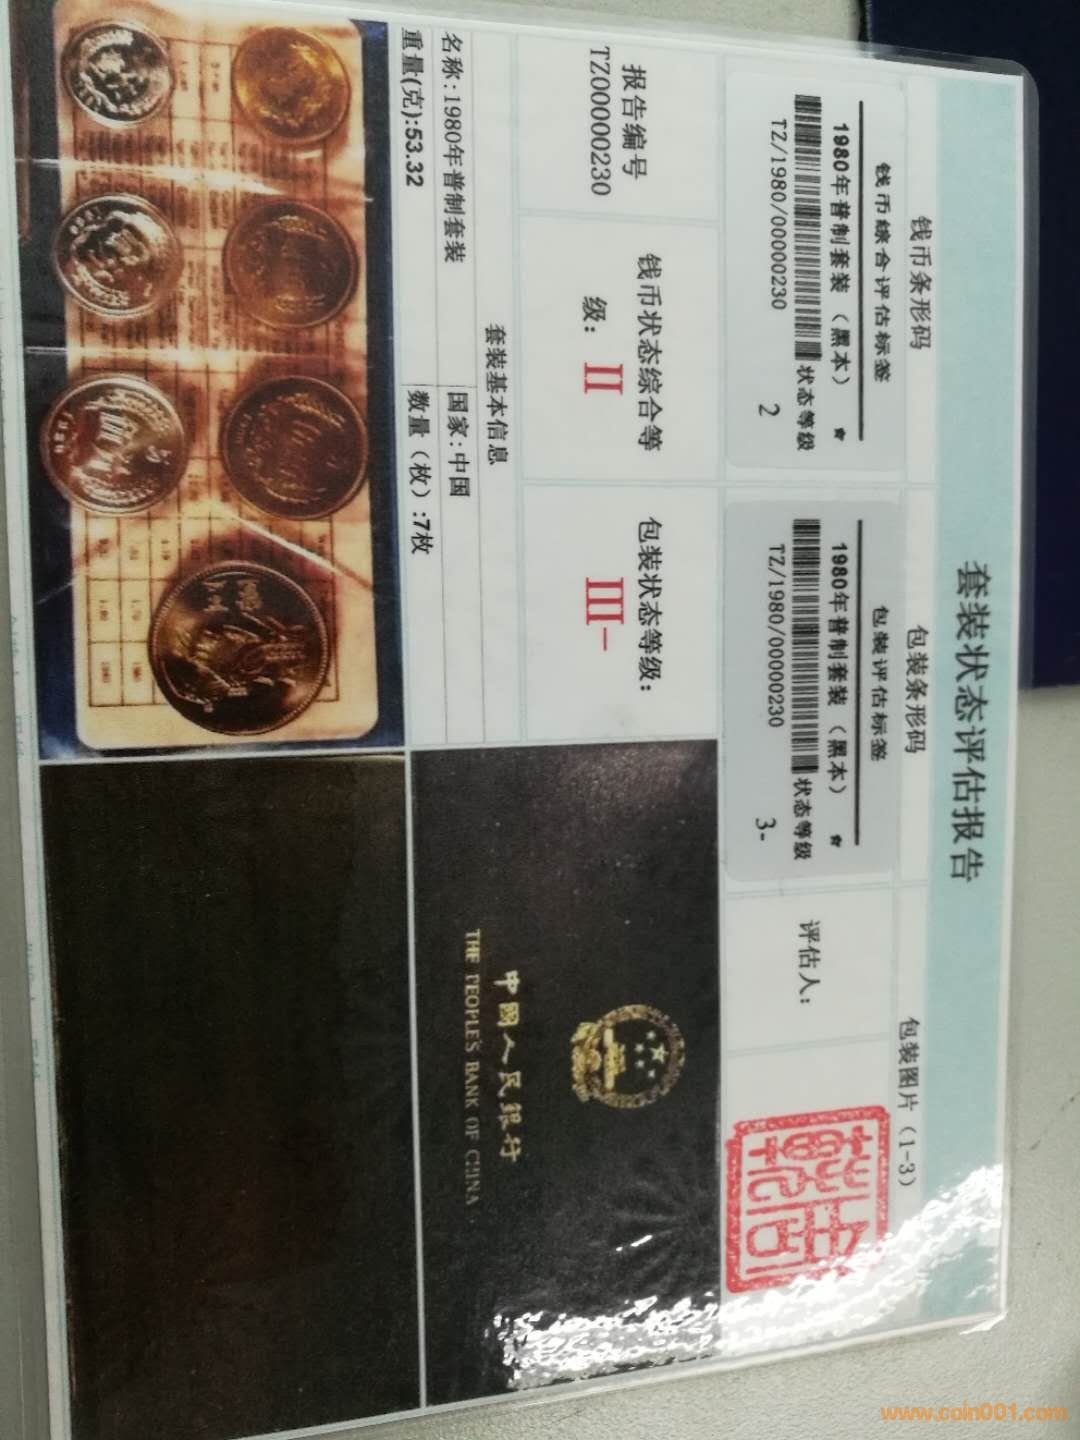 套装状态评估报告
钱币条形码
包装条形码
包装图片(1-3)
钱币综合评估标签
1980年普制套装(黑本) ☆
状态等级
TZ/1980/00000230
2
包装评估标签
1980年普制套装(黑本) ☆
状态等级
TZ/1980/00000230
3-
评估人:
报告编号
TZ00000230
钱币状态综合等
级: II
包装状态等级:
III-
套装基本信息
名称:1980年普制套装
国家:中国
重量(克):53.32
数量(枚):7枚
中國人民銀行
THE PEOPLE'S BANK OF CHINA
www.coin001.com